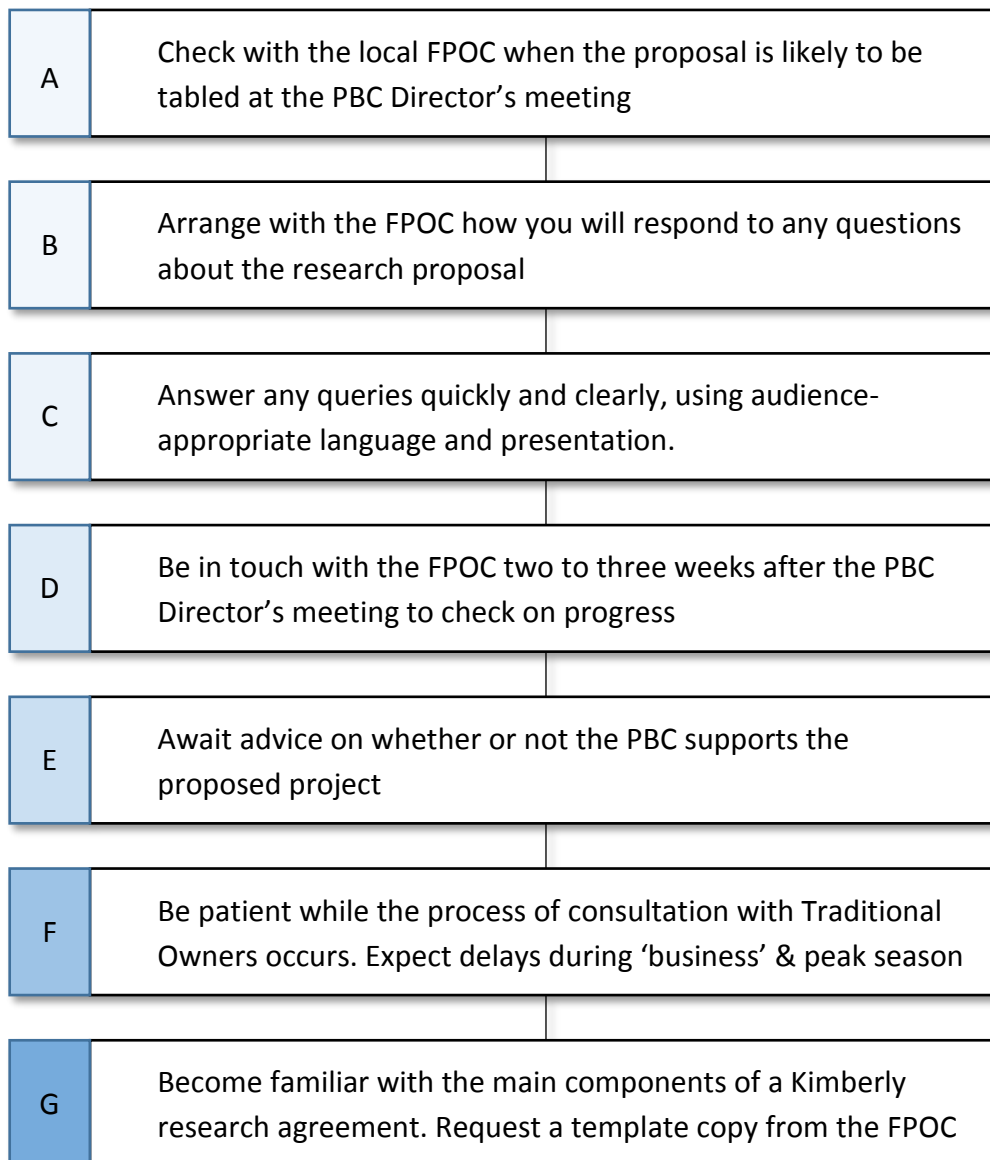 A
Check with the local FPOC when the proposal is likely to be
tabled at the PBC Director’s meeting
B
Arrange with the FPOC how you will respond to any questions
about the research proposal
C
Answer any queries quickly and clearly, using audience-
appropriate language and presentation.
D
Be in touch with the FPOC two to three weeks after the PBC
Director’s meeting to check on progress
E
Await advice on whether or not the PBC supports the
proposed project
F
Be patient while the process of consultation with Traditional
Owners occurs. Expect delays during ‘business’ & peak season
G
Become familiar with the main components of a Kimberly
research agreement. Request a template copy from the FPOC